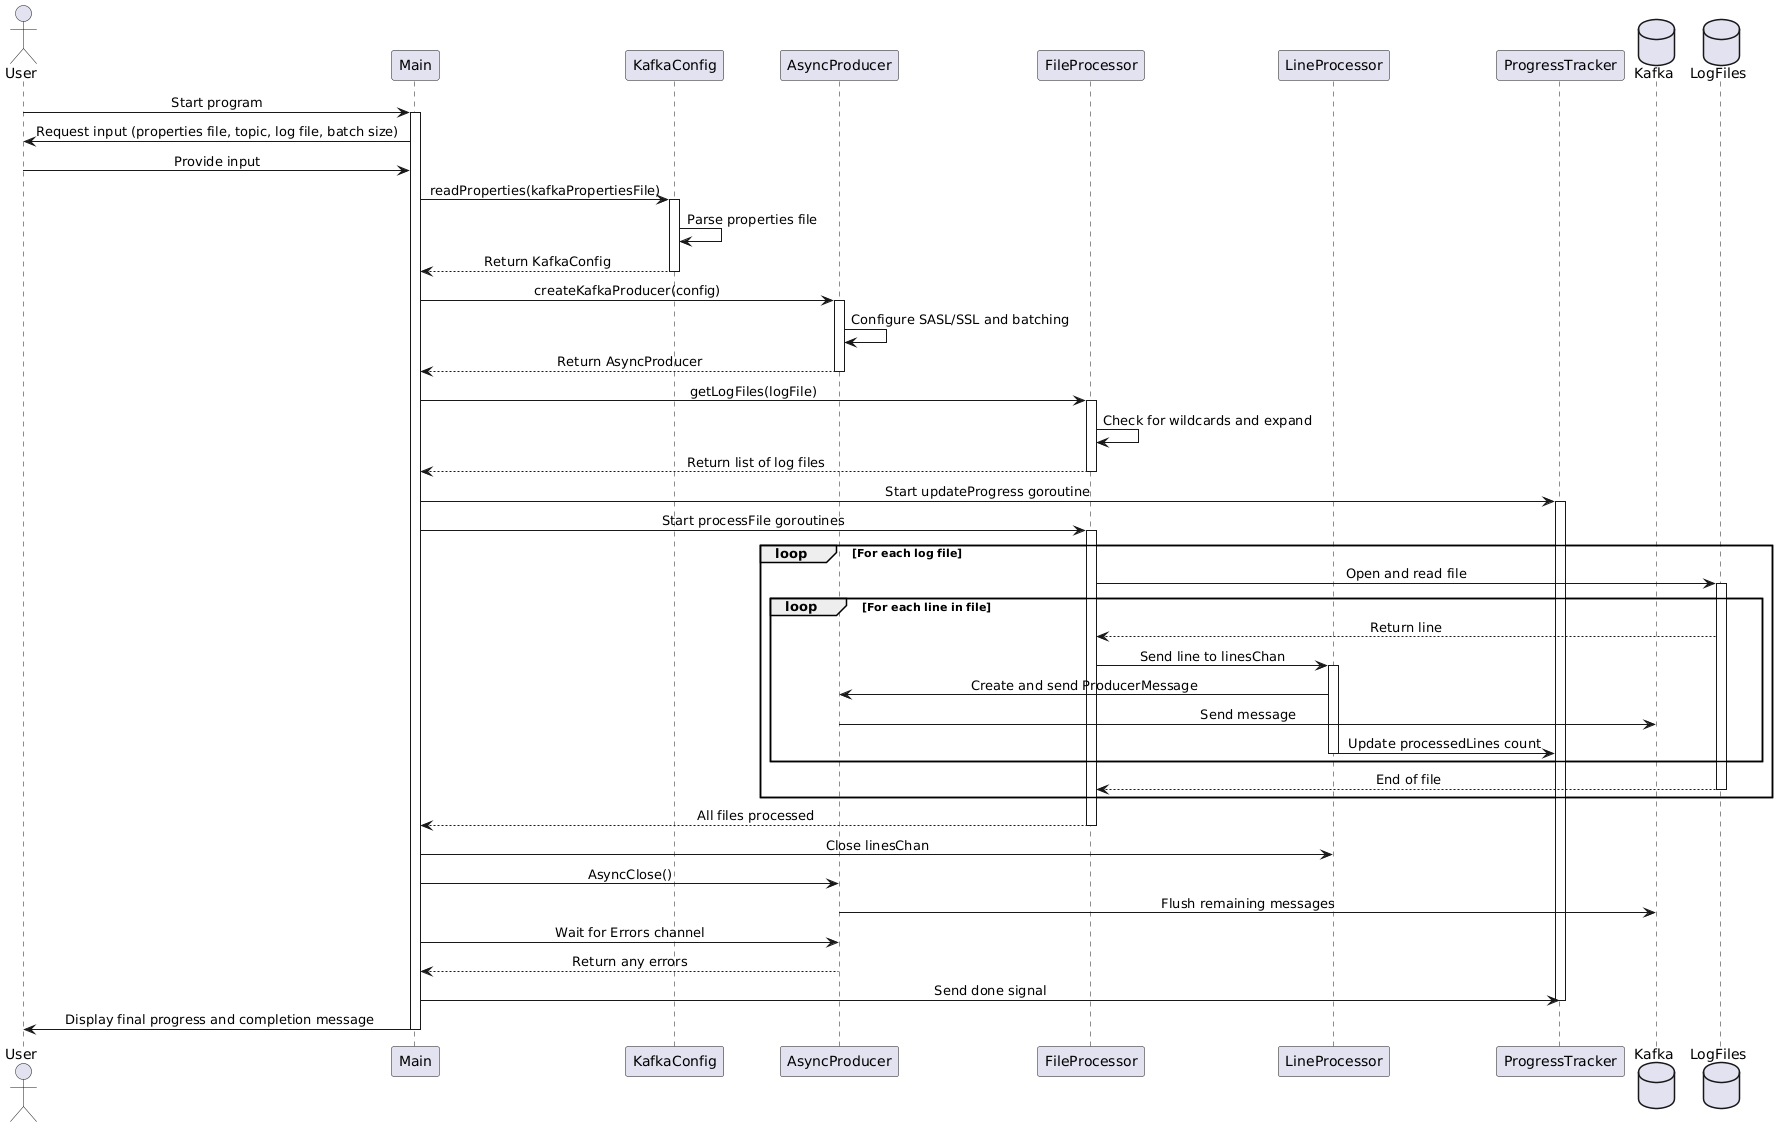 User
Main
KafkaConfig
AsyncProducer
FileProcessor
LineProcessor
ProgressTracker
Kafka
LogFiles
Start program
Request input (properties file, topic, log file, batch size)
Provide input
readProperties(kafkaPropertiesFile)
Parse properties file
Return KafkaConfig
createKafkaProducer(config)
Configure SASL/SSL and batching
Return AsyncProducer
getLogFiles(logFile)
Check for wildcards and expand
Return list of log files
Start updateProgress goroutine
Start processFile goroutines
loop [For each log file]
Open and read file
loop [For each line in file]
Return line
Send line to linesChan
Create and send ProducerMessage
Send message
Update processedLines count
End of file
All files processed
Close linesChan
AsyncClose()
Flush remaining messages
Wait for Errors channel
Return any errors
Send done signal
Display final progress and completion message
User
Main
KafkaConfig
AsyncProducer
FileProcessor
LineProcessor
ProgressTracker
Kafka
LogFiles